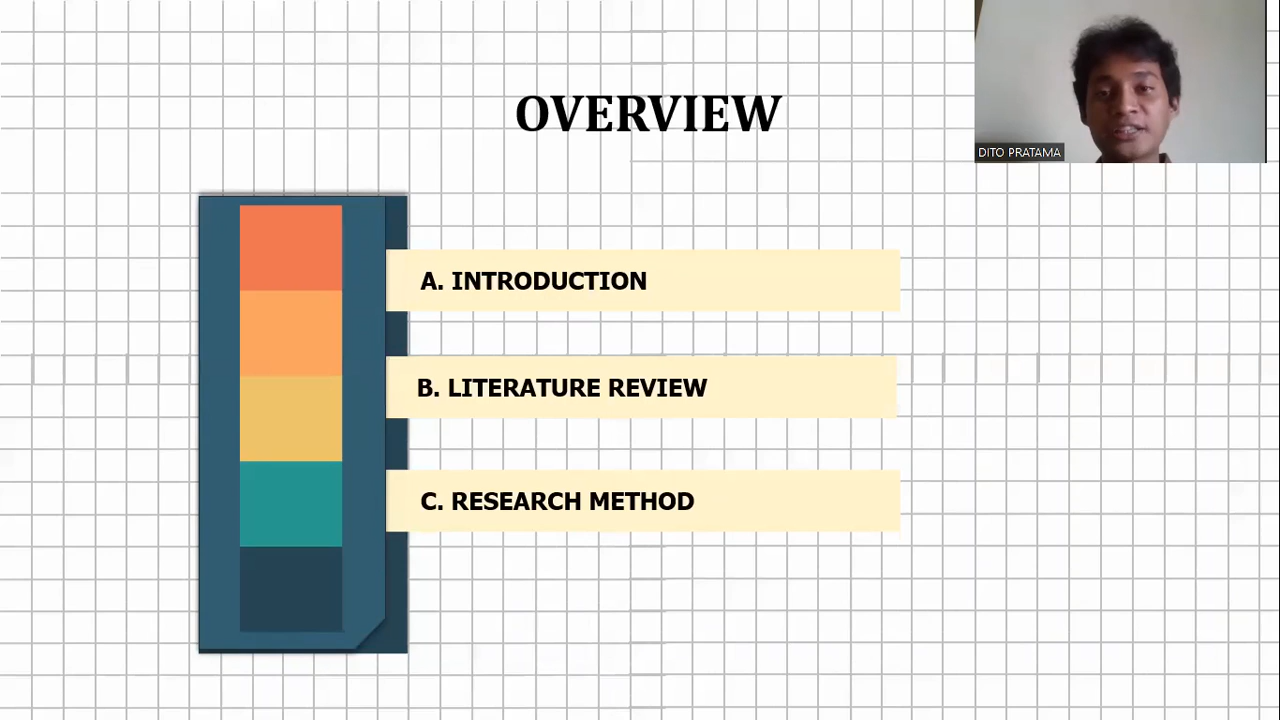 OVERVIEW
DITO PRATAMA
A. INTRODUCTION
B. LITERATURE REVIEW
C. RESEARCH METHOD